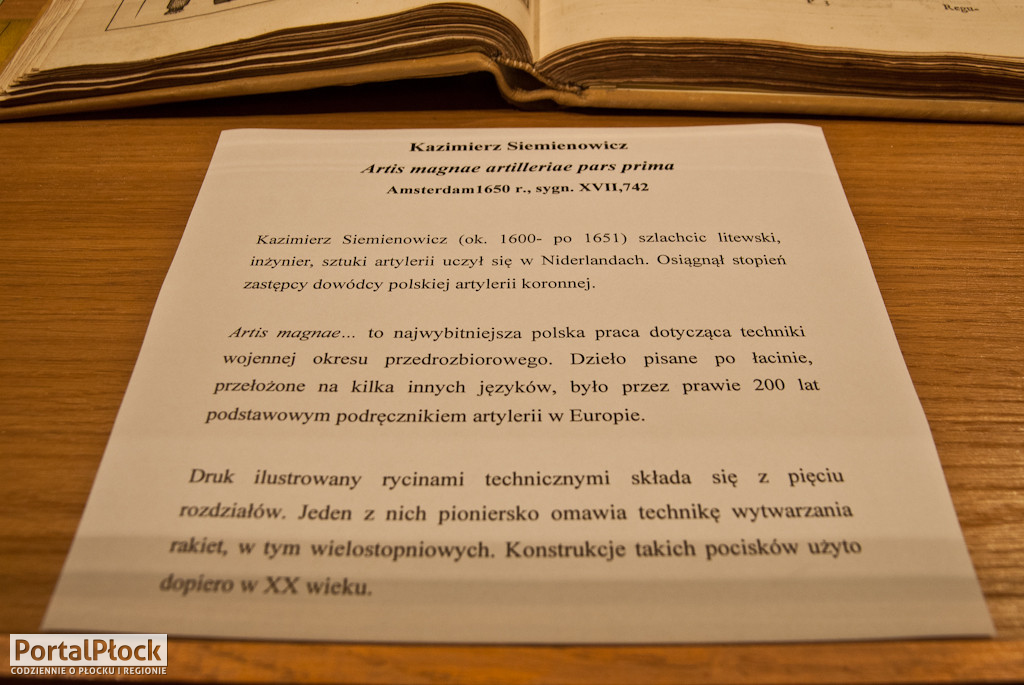 Regu-
Kazimierz Siemienowicz
Artis magnae artilleriae pars prima
Amsterdam1650 r., sygn. XVII,742
Kazimierz Siemienowicz (ok. 1600- po 1651) szlachcic litewski,
inżynier, sztuki artylerii uczył się w Niderlandach. Osiągnął stopień
zastępcy dowódcy polskiej artylerii koronnej.
Artis magnae... to najwybitniejsza polska praca dotycząca techniki
wojennej okresu przedrozbiorowego. Dzieło pisane po łacinie,
przełożone na kilka innych języków, było przez prawie 200 lat
podstawowym podręcznikiem artylerii w Europie.
Druk ilustrowany rycinami technicznymi składa się z pięciu
rozdziałów. Jeden z nich pioniersko omawia technikę wytwarzania
rakiet, w tym wielostopniowych. Konstrukcje takich pocisków użyto
dopiero w XX wieku.
PortalPłock
CODZIENNIE O PŁOCKU I REGIONIE